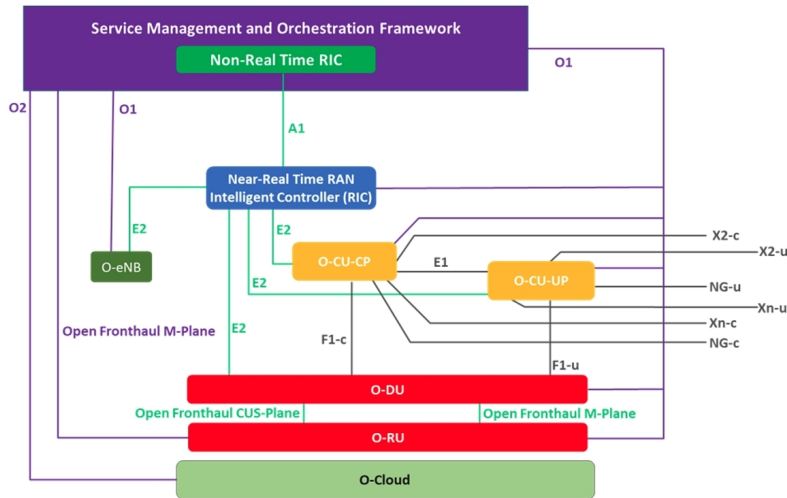 Service Management and Orchestration Framework
Non-Real Time RIC
O1
O2
O1
A1
Near-Real Time RAN
Intelligent Controller (RIC)
E2
E2
X2-c
O-CU-CP
X2-u
O-eNB
E1
O-CU-UP
E2
NG-u
Xn-u
Open Fronthaul M-Plane
E2
Xn-c
F1-c
NG-c
F1-u
O-DU
Open Fronthaul CUS-Plane
Open Fronthaul M-Plane
O-RU
O-Cloud